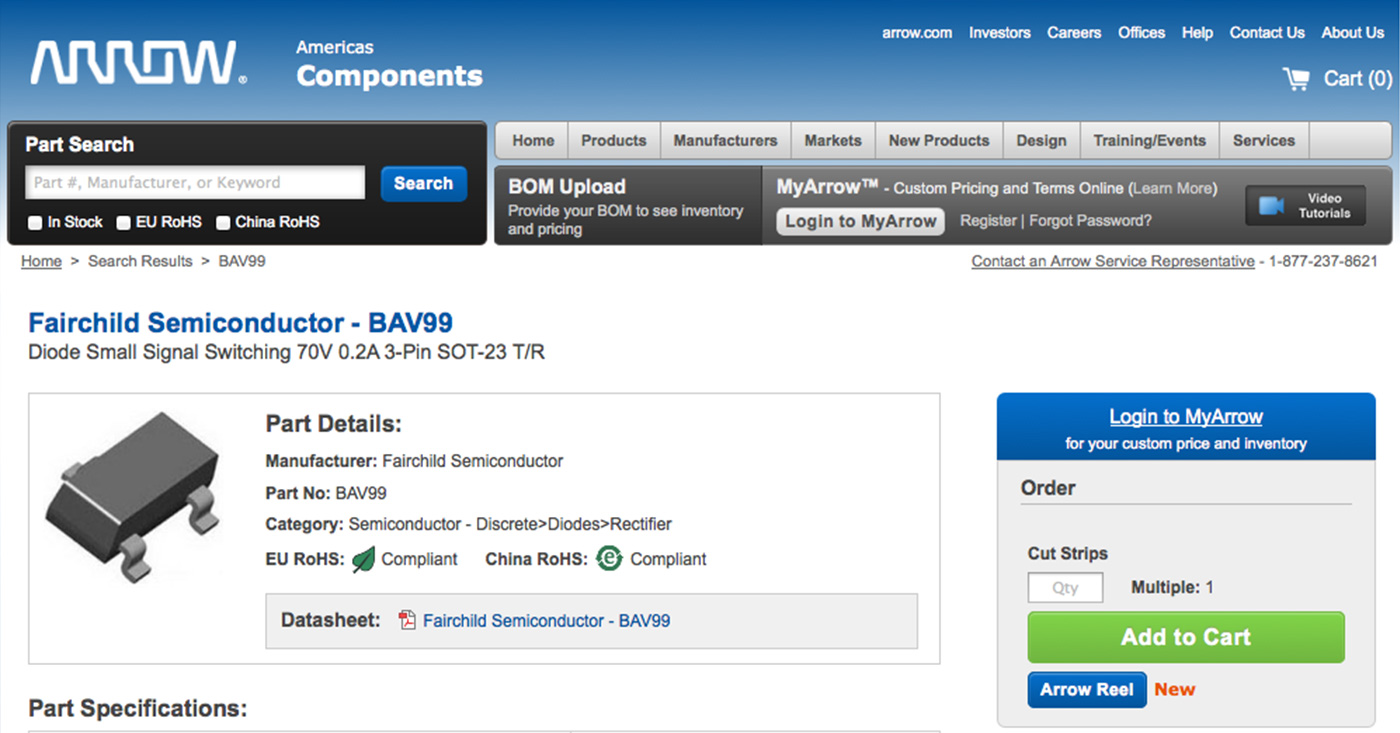 arrow.com Investors Careers Offices Help Contact Us About Us
ARROW®
Americas
Components
Cart (0)
Part Search
Part #, Manufacturer, or Keyword
Search
In Stock EU RoHS China RoHS
Home Products Manufacturers Markets New Products Design Training/Events Services
BOM Upload
Provide your BOM to see inventory
and pricing
MyArrow™ - Custom Pricing and Terms Online (Learn More)
Login to MyArrow Register | Forgot Password?
Video
Tutorials
Home > Search Results > BAV99
Contact an Arrow Service Representative - 1-877-237-8621
Fairchild Semiconductor - BAV99
Diode Small Signal Switching 70V 0.2A 3-Pin SOT-23 T/R
Part Details:
Manufacturer: Fairchild Semiconductor
Part No: BAV99
Category: Semiconductor - Discrete>Diodes>Rectifier
EU RoHS: Compliant China RoHS: e Compliant
Datasheet: Fairchild Semiconductor - BAV99
Login to MyArrow
for your custom price and inventory
Order
Cut Strips
Qty Multiple: 1
Add to Cart
Arrow Reel New
Part Specifications: